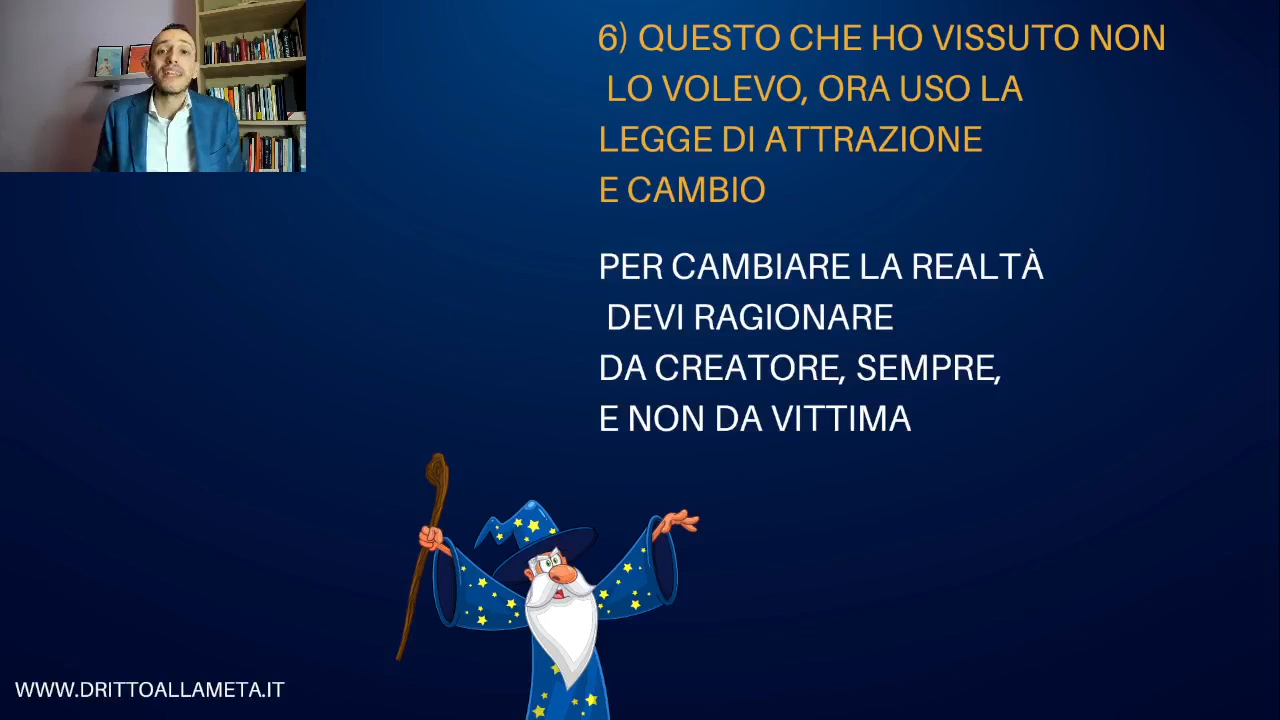 6) QUESTO CHE HO VISSUTO NON
LO VOLEVO, ORA USO LA
LEGGE DI ATTRAZIONE
E CAMBIO
PER CAMBIARE LA REALTÀ
DEVI RAGIONARE
DA CREATORE, SEMPRE,
E NON DA VITTIMA
WWW.DRITTOALLAMETA.IT